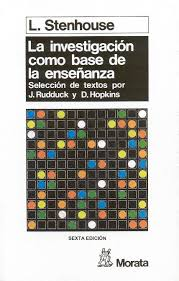 L. Stenhouse
La investigación
como base de
la enseñanza
Selección de textos por
J. Rudduck y D. Hopkins
SEXTA EDICIÓN
Morata